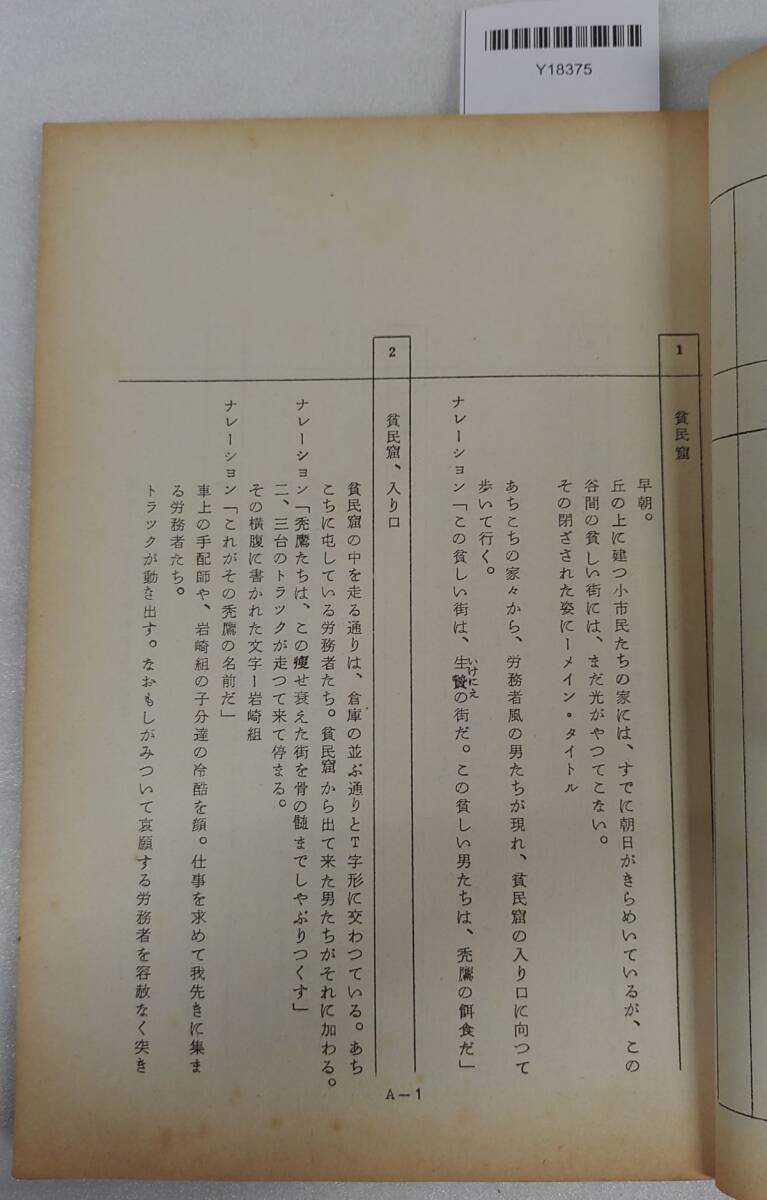 Y18375
1
貧民窟
早朝。
丘の上に建つ小市民たちの家には、すでに朝日がきらめいているが、この
谷間の貧しい街には、まだ光がやつてこない。
その閉ざされた姿にーメイン・タイトル
あちこちの家々から、労務者風の男たちが現れ、貧民窟の入り口に向つて
歩いて行く。
ナレーション「この貧しい街は、生贄の街だ。この貧しい男たちは、禿鷹の餌食だ」
いけにえ
2
貧民窟、入り口
貧民窟の中を走る通りは、倉庫の並ぶ通りとT字形に交わつている。あち
こちに屯している労務者たち。貧民窟から出て来た男たちがそれに加わる。
ナレーション「禿鷹たちは、この瘦せ衰えた街を骨の髄までしやぶりつくす」
二、三台のトラックが走つて来て停まる。
その横腹に書かれた文字ー岩崎組
ナレーション「これがその禿鷹の名前だ」
車上の手配師や、岩崎組の子分達の冷酷を顔。仕事を求めて我先きに集ま
る労務者たち。
トラックが動き出す。なおもしがみついて哀願する労務者を容赦なく突き
A－1